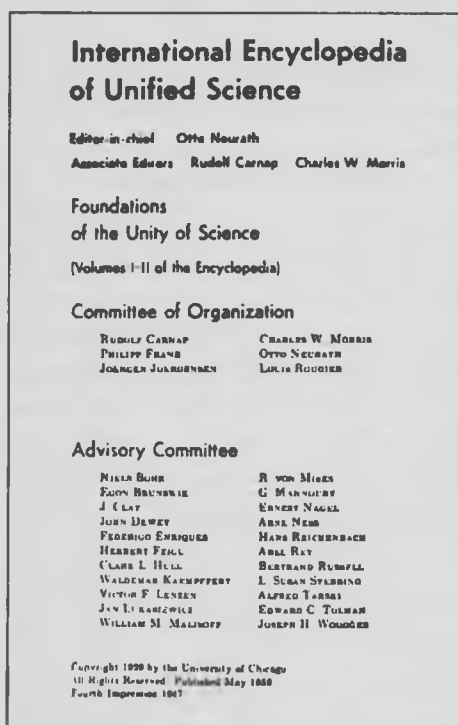 International Encyclopedia
of Unified Science
Editor-in-chief Otto Neurath
Associate Editors Rudolf Carnap Charles W. Morris
Foundations
of the Unity of Science
(Volumes I–II of the Encyclopedia)
Committee of Organization
RUDOLF CARNAP
PHILIPP FRANK
JOERGEN JOERGENSEN
CHARLES W. MORRIS
OTTO NEURATH
LOUIS ROUGIER
Advisory Committee
NIELS BOHR
EGON BRUNSWIK
J. CLAY
JOHN DEWEY
FEDERIGO ENRIQUES
HERBERT FEIGL
CLARK L. HULL
WALDEMAR KAEMPFFERT
VICTOR F. LENZEN
JAN LUKASIEWICZ
WILLIAM M. MALISOFF
R. VON MISES
G. MANNOURY
ERNEST NAGEL
ARNE NESS
HANS REICHENBACH
ABEL REY
BERTRAND RUSSELL
L. SUSAN STEBBING
ALFRED TARSKI
EDWARD C. TOLMAN
JOSEPH H. WOODGER
Copyright 1939 by the University of Chicago
All Rights Reserved. Published May 1939
Fourth Impression 1947